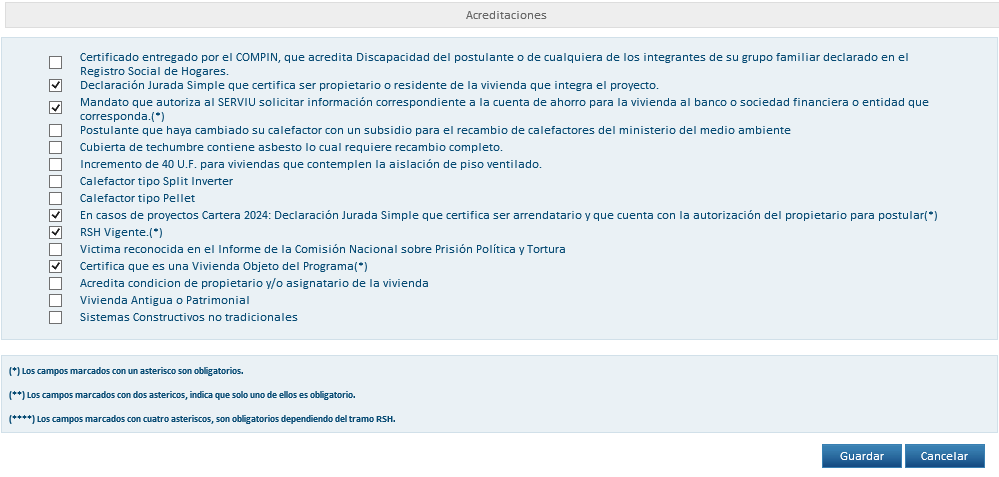 Acreditaciones
Certificado entregado por el COMPIN, que acredita Discapacidad del postulante o de cualquiera de los integrantes de su grupo familiar declarado en el
Registro Social de Hogares.
Declaración Jurada Simple que certifica ser propietario o residente de la vivienda que integra el proyecto.
Mandato que autoriza al SERVIU solicitar información correspondiente a la cuenta de ahorro para la vivienda al banco o sociedad financiera o entidad que
corresponda.(*)
Postulante que haya cambiado su calefactor con un subsidio para el recambio de calefactores del ministerio del medio ambiente
Cubierta de techumbre contiene asbesto lo cual requiere recambio completo.
Incremento de 40 U.F. para viviendas que contemplen la aislación de piso ventilado.
Calefactor tipo Split Inverter
Calefactor tipo Pellet
En casos de proyectos Cartera 2024: Declaración Jurada Simple que certifica ser arrendatario y que cuenta con la autorización del propietario para postular(*)
RSH Vigente.(*)
Victima reconocida en el Informe de la Comisión Nacional sobre Prisión Política y Tortura
Certifica que es una Vivienda Objeto del Programa(*)
Acredita condicion de propietario y/o asignatario de la vivienda
Vivienda Antigua o Patrimonial
Sistemas Constructivos no tradicionales
(*) Los campos marcados con un asterisco son obligatorios.
(**) Los campos marcados con dos astericos, indica que solo uno de ellos es obligatorio.
(****) Los campos marcados con cuatro asteriscos, son obligatorios dependiendo del tramo RSH.
Guardar Cancelar